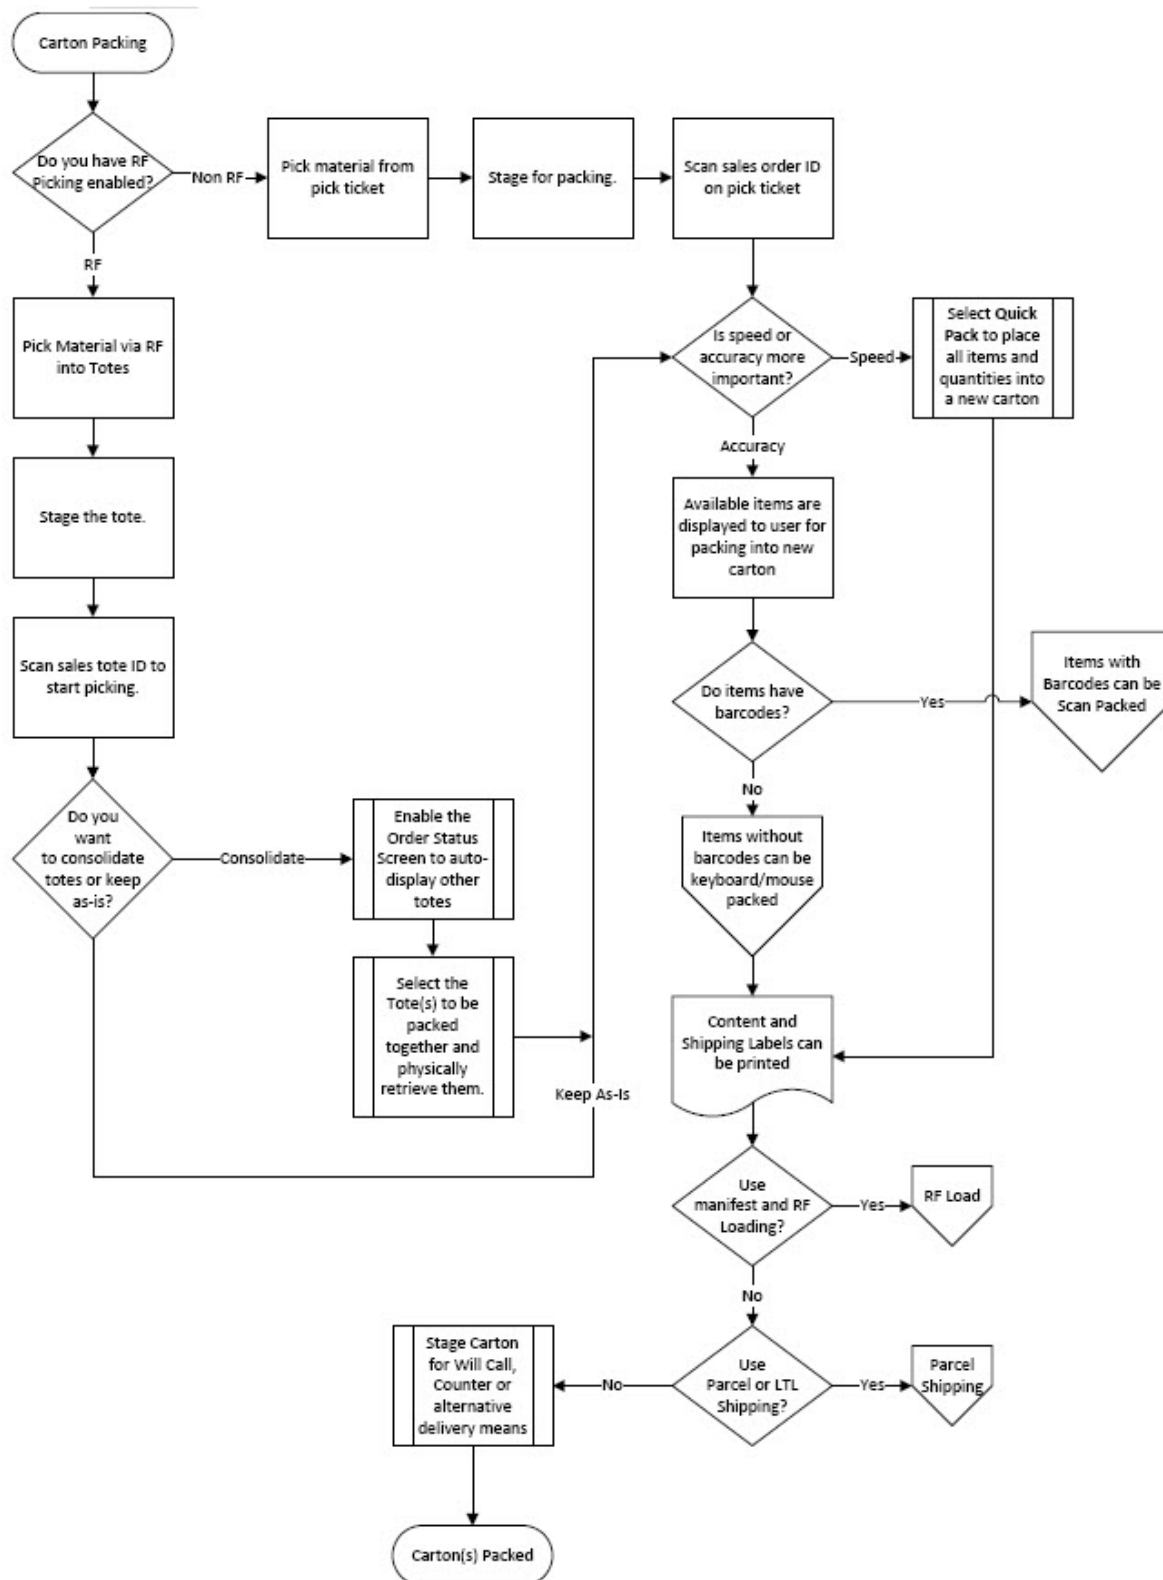 Carton Packing
Do you have RF
Picking enabled?
Non RF
Pick material from
pick ticket
Stage for packing.
Scan sales order ID
on pick ticket
RF
Pick Material via RF
into Totes
Is speed or
accuracy more
important?
Speed
Select Quick
Pack to place
all items and
quantities into
a new carton
Accuracy
Stage the tote.
Available items are
displayed to user for
packing into new
carton
Scan sales tote ID to
start picking.
Do items have
barcodes?
Yes
Items with
Barcodes can be
Scan Packed
No
Do you
want
to consolidate
totes or keep
as-is?
Consolidate
Enable the
Order Status
Screen to auto-
display other
totes
Items without
barcodes can be
keyboard/mouse
packed
Select the
Tote(s) to be
packed
together and
physically
retrieve them.
Keep As-Is
Content and
Shipping Labels can
be printed
Use
manifest and RF
Loading?
Yes
RF Load
No
Stage Carton
for Will Call,
Counter or
alternative
delivery means
No
Use
Parcel or LTL
Shipping?
Yes
Parcel
Shipping
Carton(s) Packed